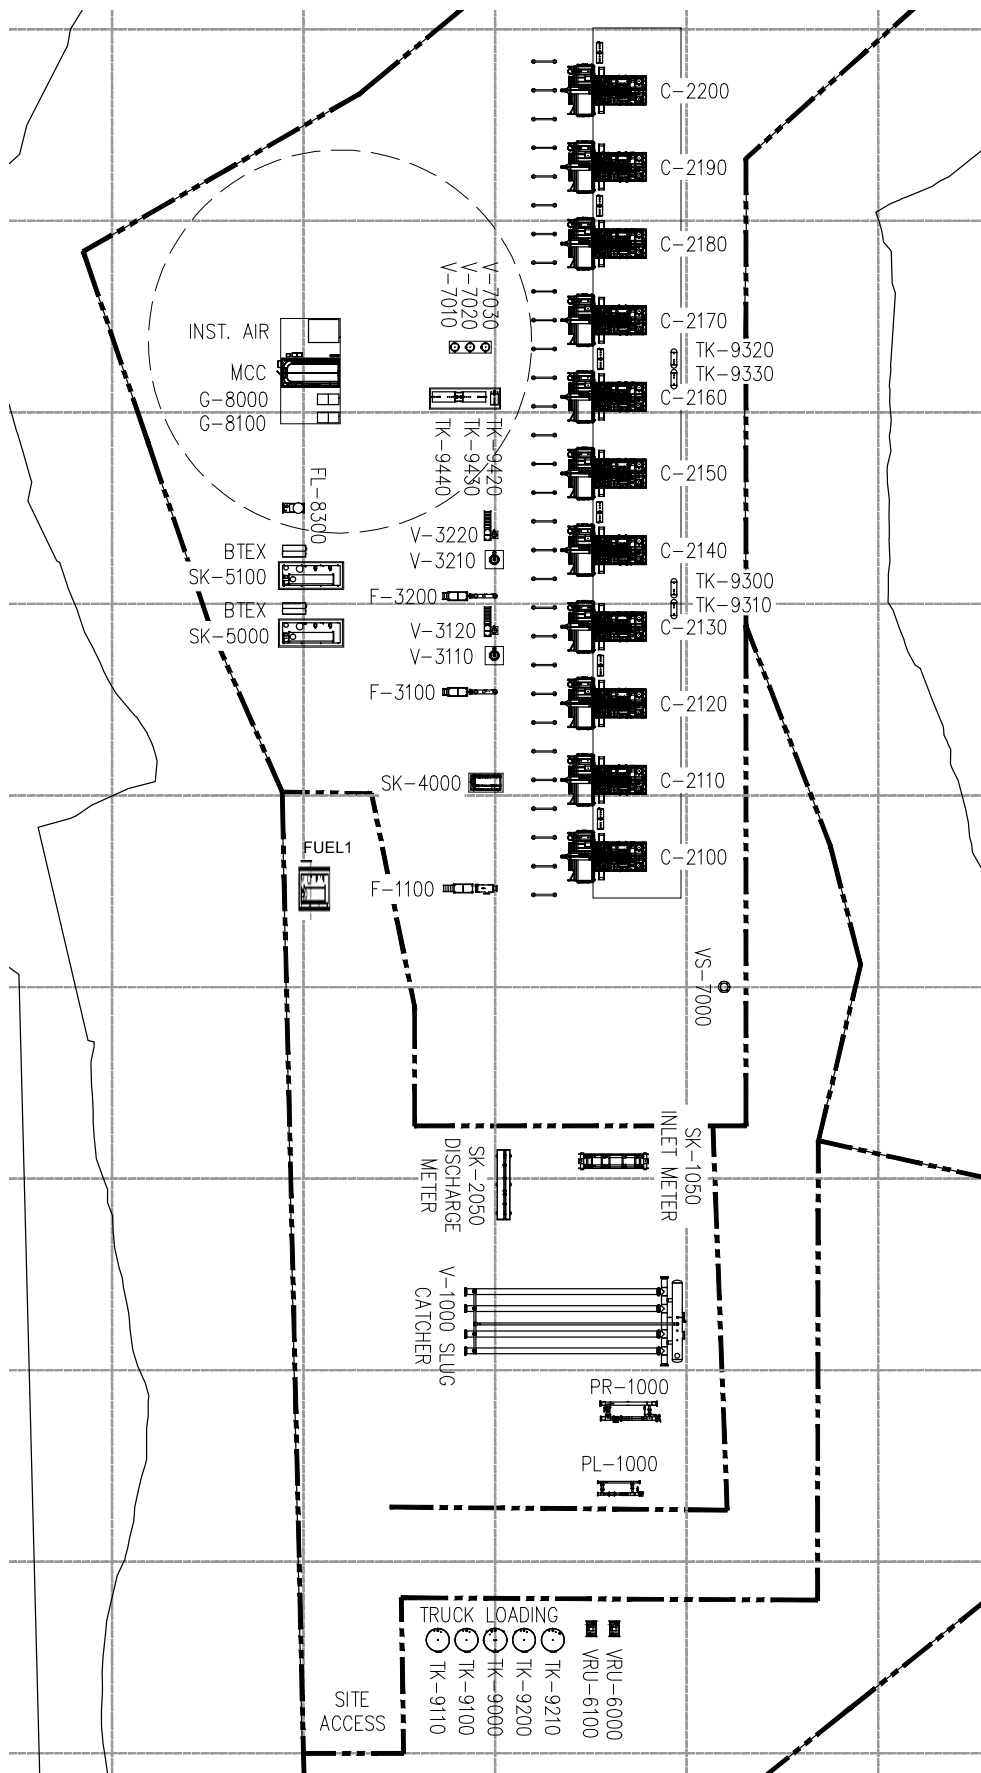 C-2200
C-2190
C-2180
V-7030
V-7020
V-7010
INST. AIR
C-2170
TK-9320
MCC
TK-9330
G-8000
C-2160
G-8100
TK-9420
TK-9430
TK-9440
FL-8300
C-2150
V-3220
BTEX
V-3210
C-2140
SK-5100
TK-9300
F-3200
TK-9310
BTEX
V-3120
C-2130
SK-5000
V-3110
F-3100
C-2120
SK-4000
C-2110
FUEL1
C-2100
F-1100
VS-7000
SK-1050
INLET METER
SK-2050
DISCHARGE
METER
V-1000 SLUG
CATCHER
PR-1000
PL-1000
TRUCK LOADING
TK-9110
TK-9100
TK-9000
TK-9200
TK-9210
VRU-6100
VRU-6000
SITE
ACCESS